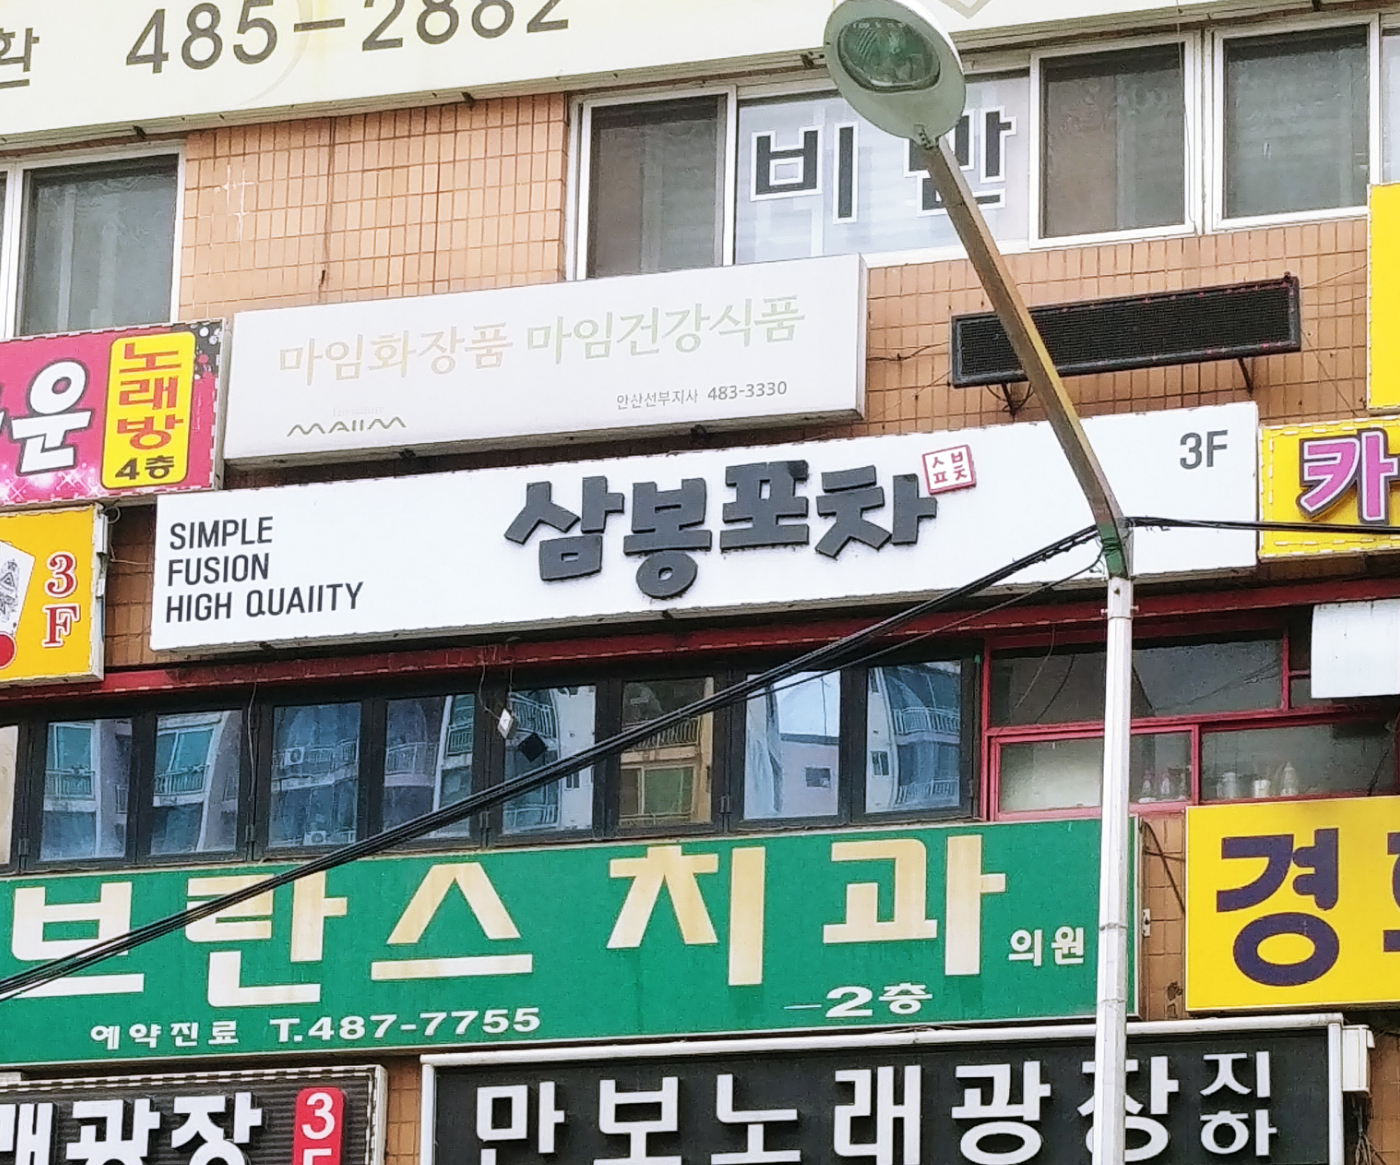 환 485-2882
비만
마임화장품 마임건강식품
안산선부지사 483-3330
MAIIM
운
노래방
4층
3F
SIMPLE
FUSION
HIGH QUAIITY
삼봉포차
3F
카
브란스치과의원
2층
예약진료 T.487-7755
경
래광장
3F
만보노래광장
지하